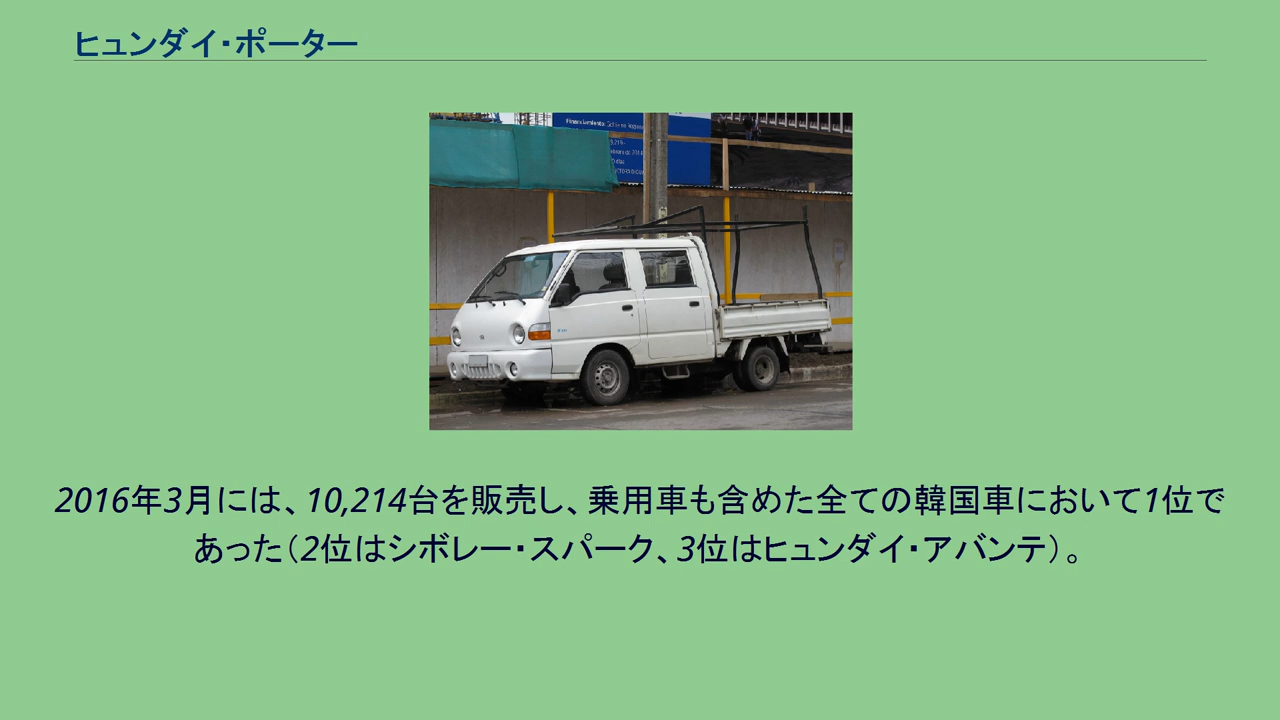 ヒュンダイ・ポーター
Financiamiento:
2016年3月には、10,214台を販売し、乗用車も含めた全ての韓国車において1位で
あった（2位はシボレー・スパーク、3位はヒュンダイ・アバンテ）。